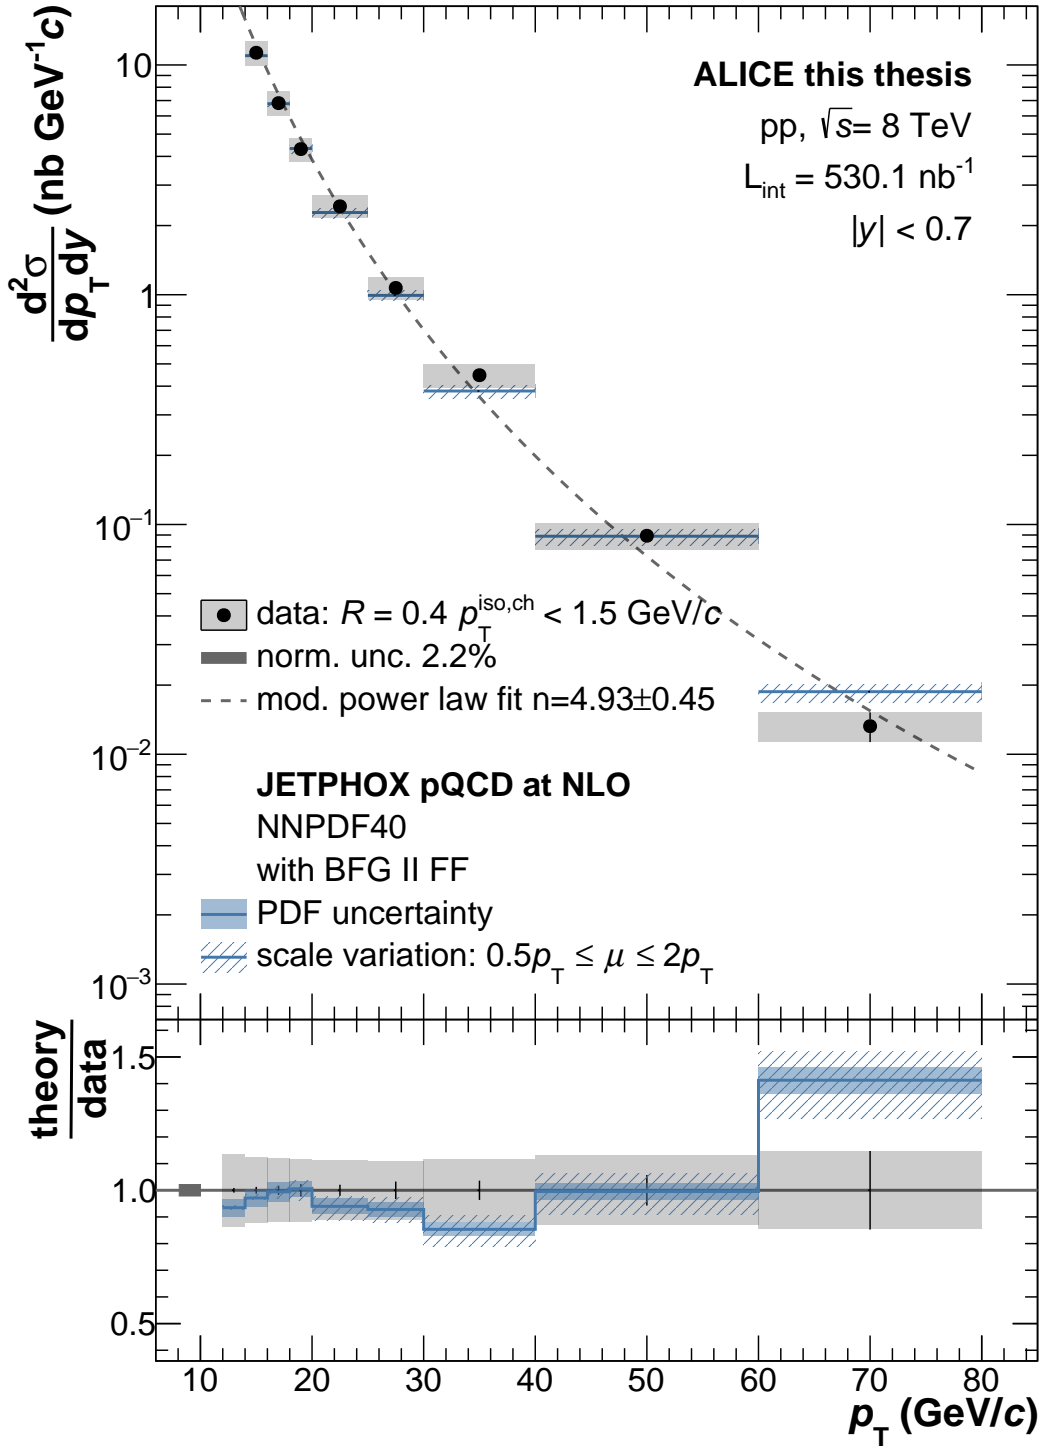 d²σ
dp_T dy (nb GeV⁻¹c)
10
1
10⁻¹
10⁻²
10⁻³
ALICE this thesis
pp, √s= 8 TeV
L_int = 530.1 nb⁻¹
|y| < 0.7
data: R = 0.4 p_T^iso,ch < 1.5 GeV/c
norm. unc. 2.2%
mod. power law fit n=4.93±0.45
JETPHOX pQCD at NLO
NNPDF40
with BFG II FF
PDF uncertainty
scale variation: 0.5p_T ≤ μ ≤ 2p_T
theory
data
1.5
1.0
0.5
10 20 30 40 50 60 70 80
p_T (GeV/c)